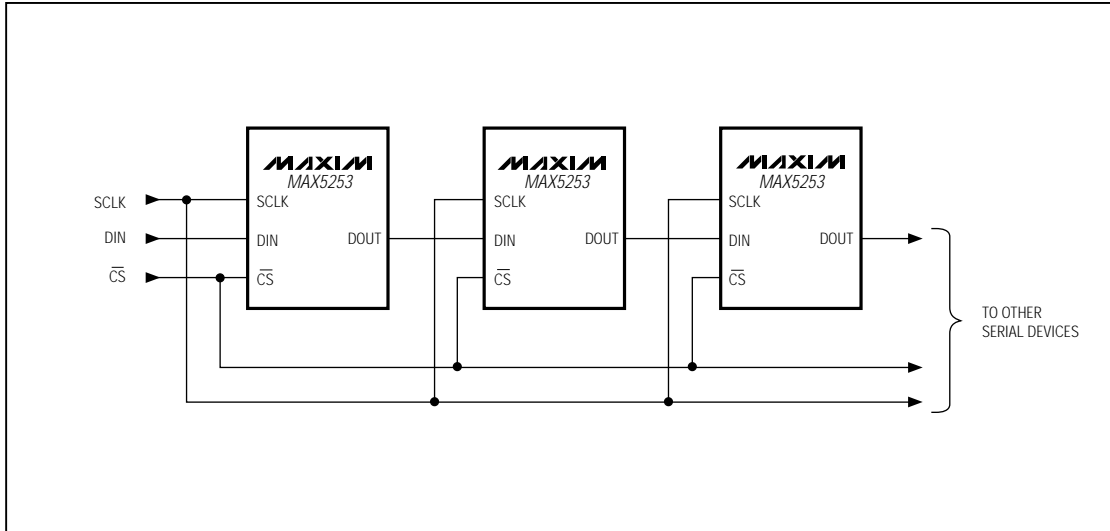 MAXIM
MAX5253
SCLK
DIN
DOUT
CS
MAXIM
MAX5253
SCLK
DIN
DOUT
CS
MAXIM
MAX5253
SCLK
DIN
DOUT
CS
SCLK
DIN
CS
TO OTHER
SERIAL DEVICES